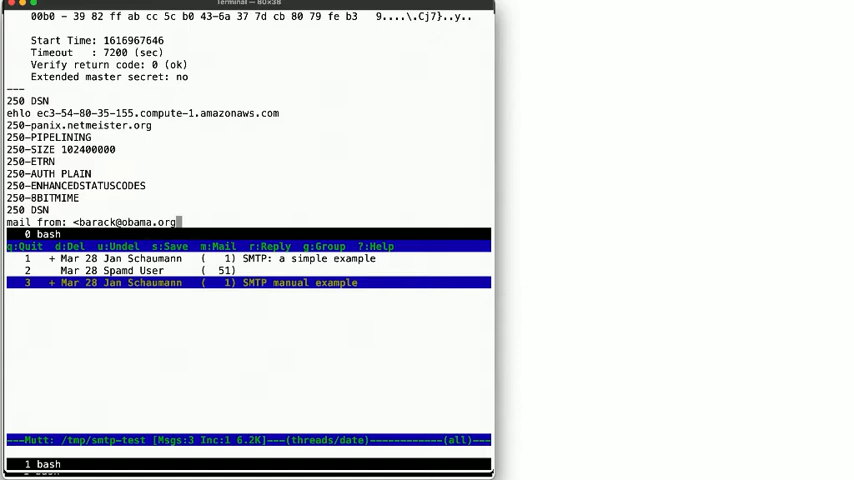 Terminal — 80×38
00b0 - 39 82 ff ab cc 5c b0 43-6a 37 7d cb 80 79 fe b3   9....\.Cj7}..y..
Start Time: 1616967646
Timeout   : 7200 (sec)
Verify return code: 0 (ok)
Extended master secret: no
---
250 DSN
ehlo ec3-54-80-35-155.compute-1.amazonaws.com
250-panix.netmeister.org
250-PIPELINING
250-SIZE 102400000
250-ETRN
250-AUTH PLAIN
250-ENHANCEDSTATUSCODES
250-8BITMIME
250 DSN
mail from: <barack@obama.org
0 bash
q:Quit  d:Del  u:Undel  s:Save  m:Mail  r:Reply  g:Group  ?:Help
1   + Mar 28 Jan Schaumann   (   1) SMTP: a simple example
2     Mar 28 Spamd User      (  51)
3   + Mar 28 Jan Schaumann   (   1) SMTP manual example
---Mutt: /tmp/smtp-test [Msgs:3 Inc:1 6.2K]---(threads/date)------------(all)---
1 bash